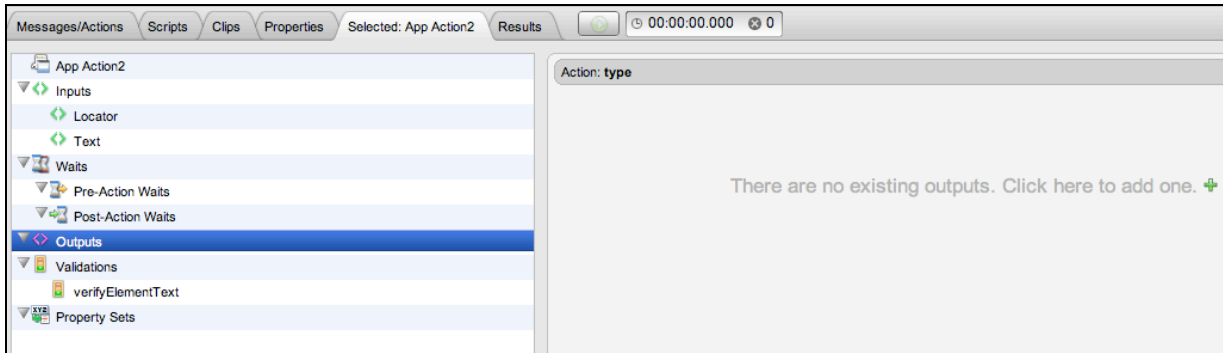 Messages/Actions Scripts Clips Properties Selected: App Action2 Results 00:00:00.000 0
App Action2
Inputs
Locator
Text
Waits
Pre-Action Waits
Post-Action Waits
Outputs
Validations
verifyElementText
XYZ Property Sets
Action: type
There are no existing outputs. Click here to add one.